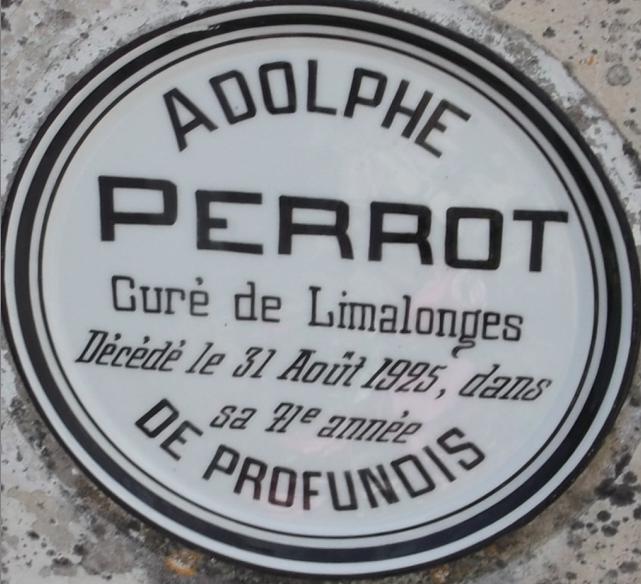 ADOLPHE
PERROT
Curé de Limalonges
Décédé le 31 Août 1925, dans
sa 71e année
DE PROFUNDIS